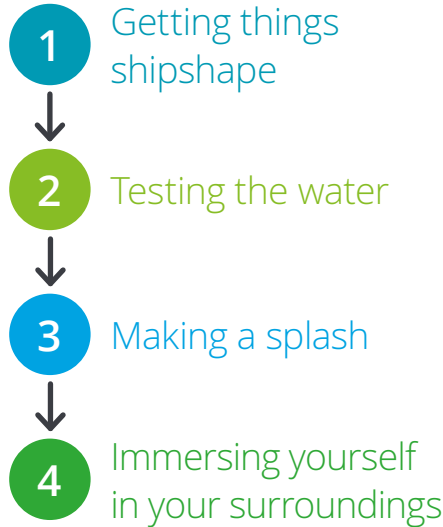 1
Getting things
shipshape
2
Testing the water
3
Making a splash
4
Immersing yourself
in your surroundings